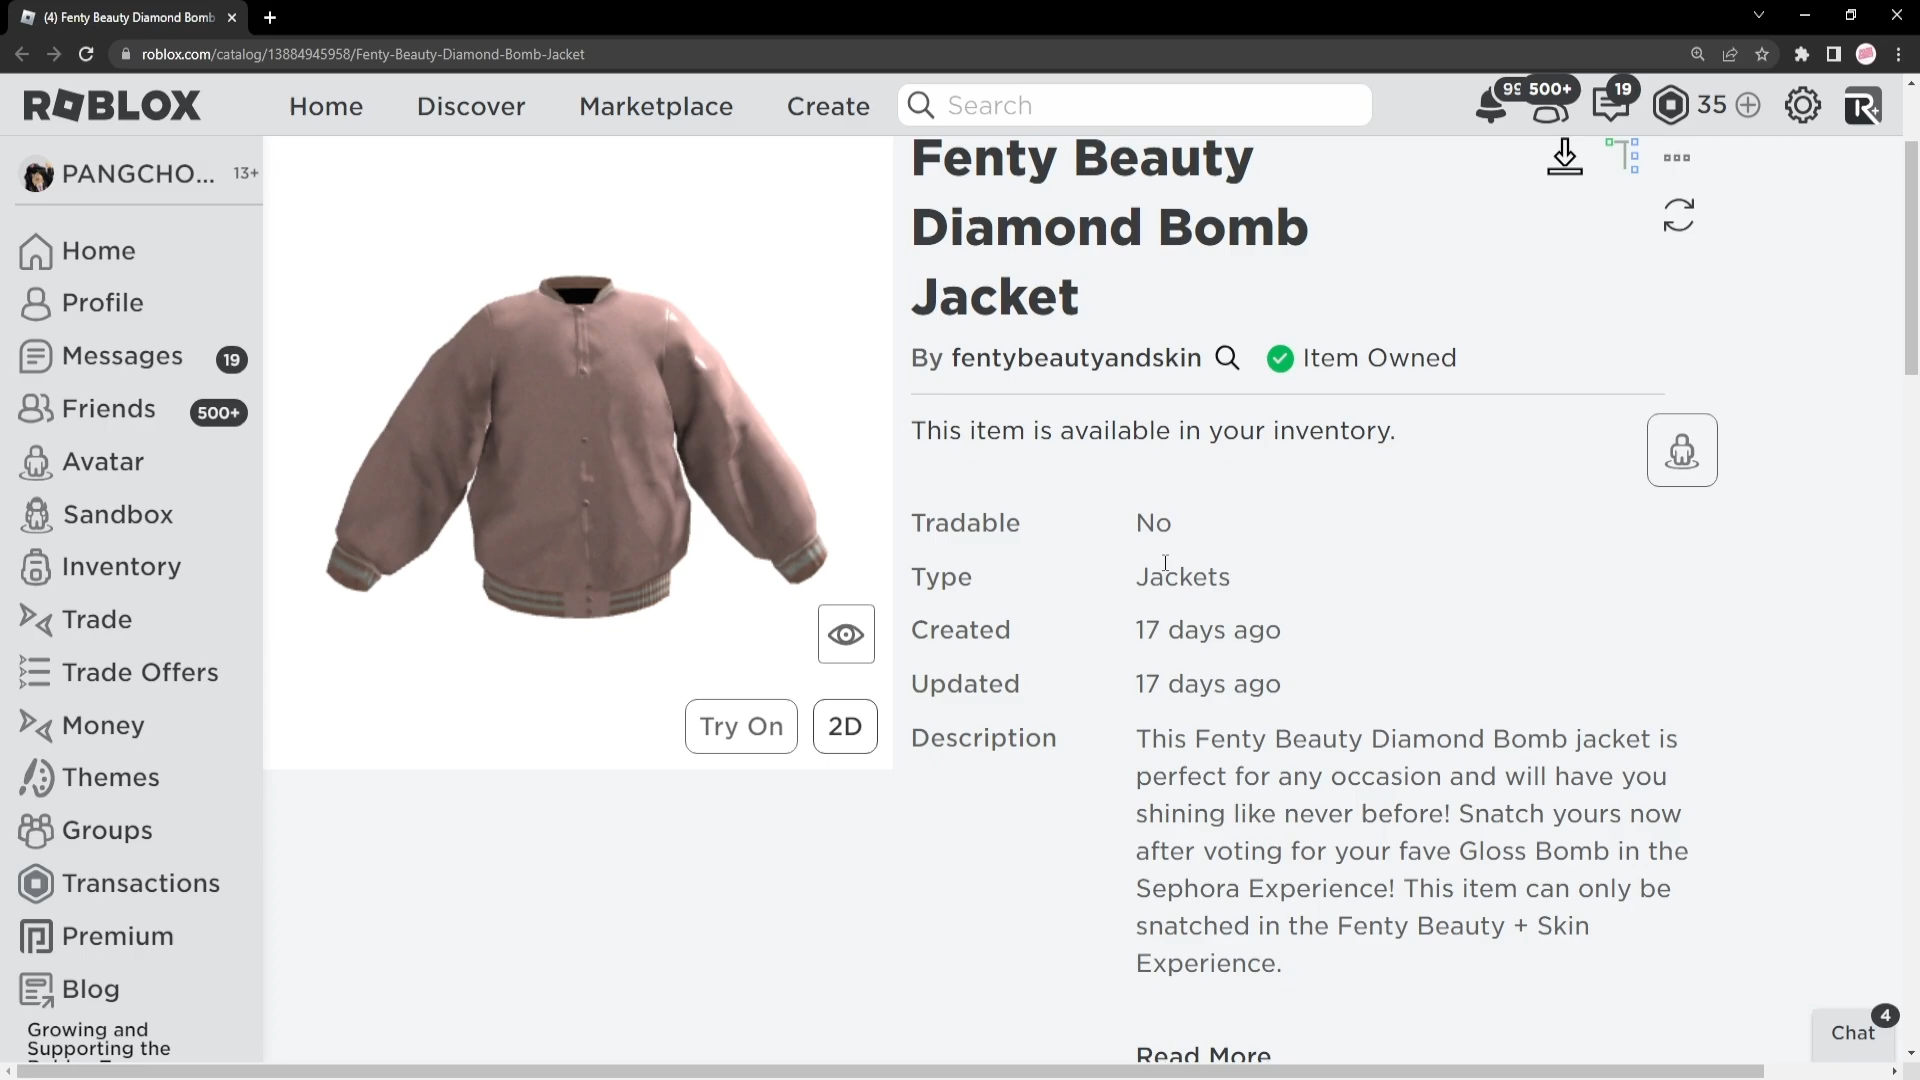 (4) Fenty Beauty Diamond Bomb
roblox.com/catalog/13884945958/Fenty-Beauty-Diamond-Bomb-Jacket
ROBLOX
Home
Discover
Marketplace
Create
Search
99
500+
19
35
PANGCHO...
13+
Home
Profile
Messages
19
Friends
500+
Avatar
Sandbox
Inventory
Trade
Trade Offers
Money
Themes
Groups
Transactions
Premium
Blog
Growing and
Supporting the
Try On
2D
Fenty Beauty
Diamond Bomb
Jacket
By fentybeautyandskin
Item Owned
This item is available in your inventory.
Tradable No
Type Jackets
Created 17 days ago
Updated 17 days ago
Description This Fenty Beauty Diamond Bomb jacket is
perfect for any occasion and will have you
shining like never before! Snatch yours now
after voting for your fave Gloss Bomb in the
Sephora Experience! This item can only be
snatched in the Fenty Beauty + Skin
Experience.
Read More
Chat
4